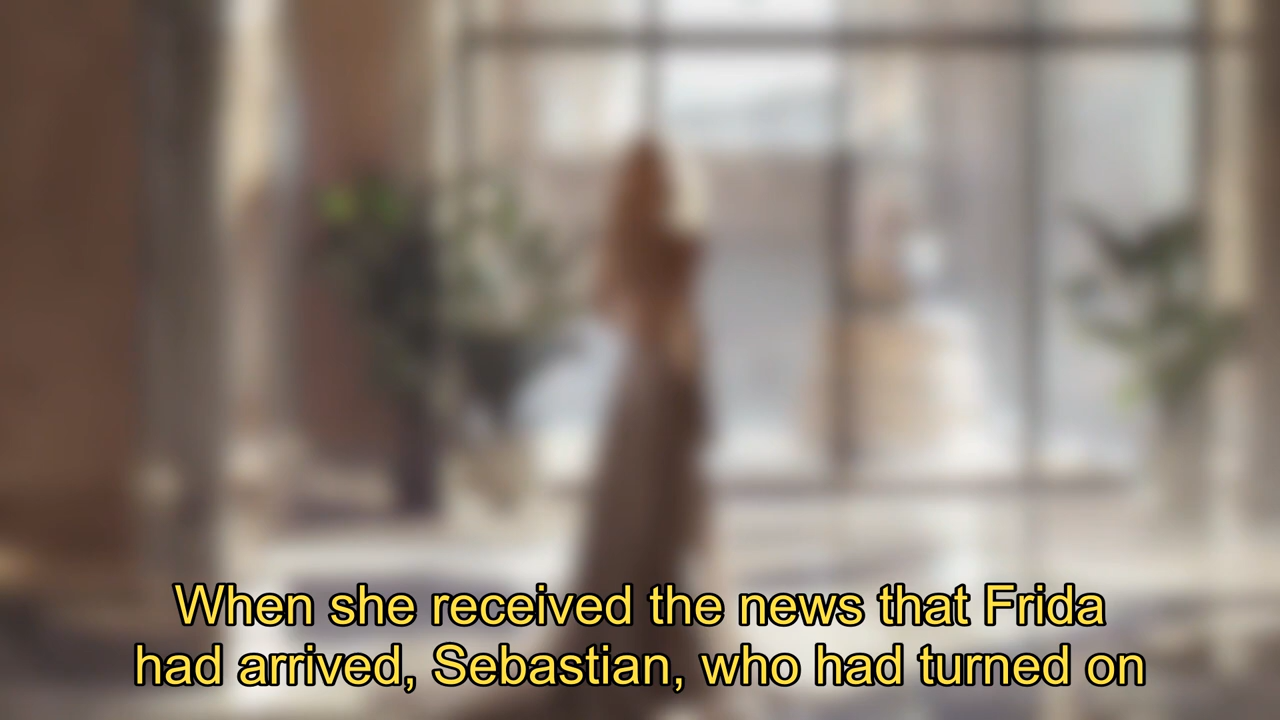 When she received the news that Frida
had arrived, Sebastian, who had turned on